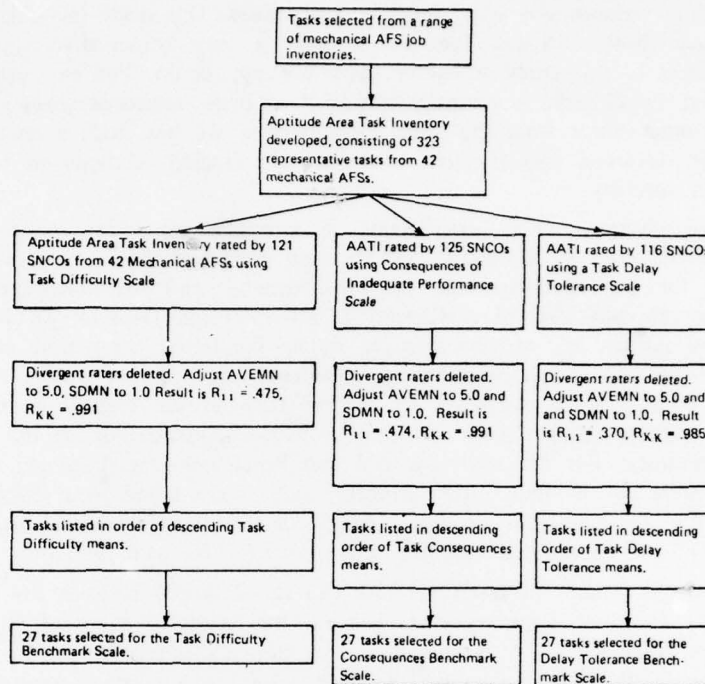 Tasks selected from a range
of mechanical AFS job
inventories.
Aptitude Area Task Inventory
developed, consisting of 323
representative tasks from 42
mechanical AFSs.
Aptitude Area Task Inventory rated by 121
SNCOs from 42 Mechanical AFSs using
Task Difficulty Scale
AATI rated by 125 SNCOs
using Consequences of
Inadequate Performance
Scale
AATI rated by 116 SNCOs
using a Task Delay
Tolerance Scale
Divergent raters deleted. Adjust AVEMN
to 5.0, SDMN to 1.0 Result is R11 = .475,
RKK = .991
Divergent raters deleted.
Adjust AVEMN to 5.0 and
SDMN to 1.0. Result is
R11 = .474, RKK = .991
Divergent raters deleted.
Adjust AVEMN to 5.0 and
and SDMN to 1.0. Result
is R11 = .370, RKK = .985
Tasks listed in order of descending Task
Difficulty means.
Tasks listed in descending
order of Task Consequences
means.
Tasks listed in descending
order of Task Delay
Tolerance means.
27 tasks selected for the Task Difficulty
Benchmark Scale.
27 tasks selected for the
Consequences Benchmark
Scale.
27 tasks selected for the
Delay Tolerance Bench-
mark Scale.